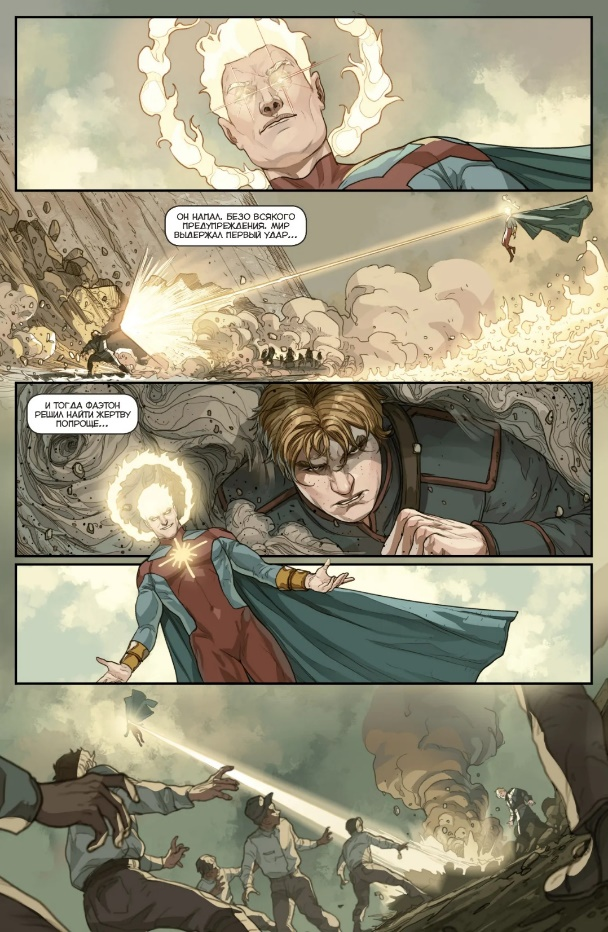 ОН НАПАЛ. БЕЗО ВСЯКОГО
ПРЕДУПРЕЖДЕНИЯ. МИР
ВЫДЕРЖАЛ ПЕРВЫЙ УДАР...
И ТОГДА ФАЭТОН
РЕШИЛ НАЙТИ ЖЕРТВУ
ПОПРОЩЕ...